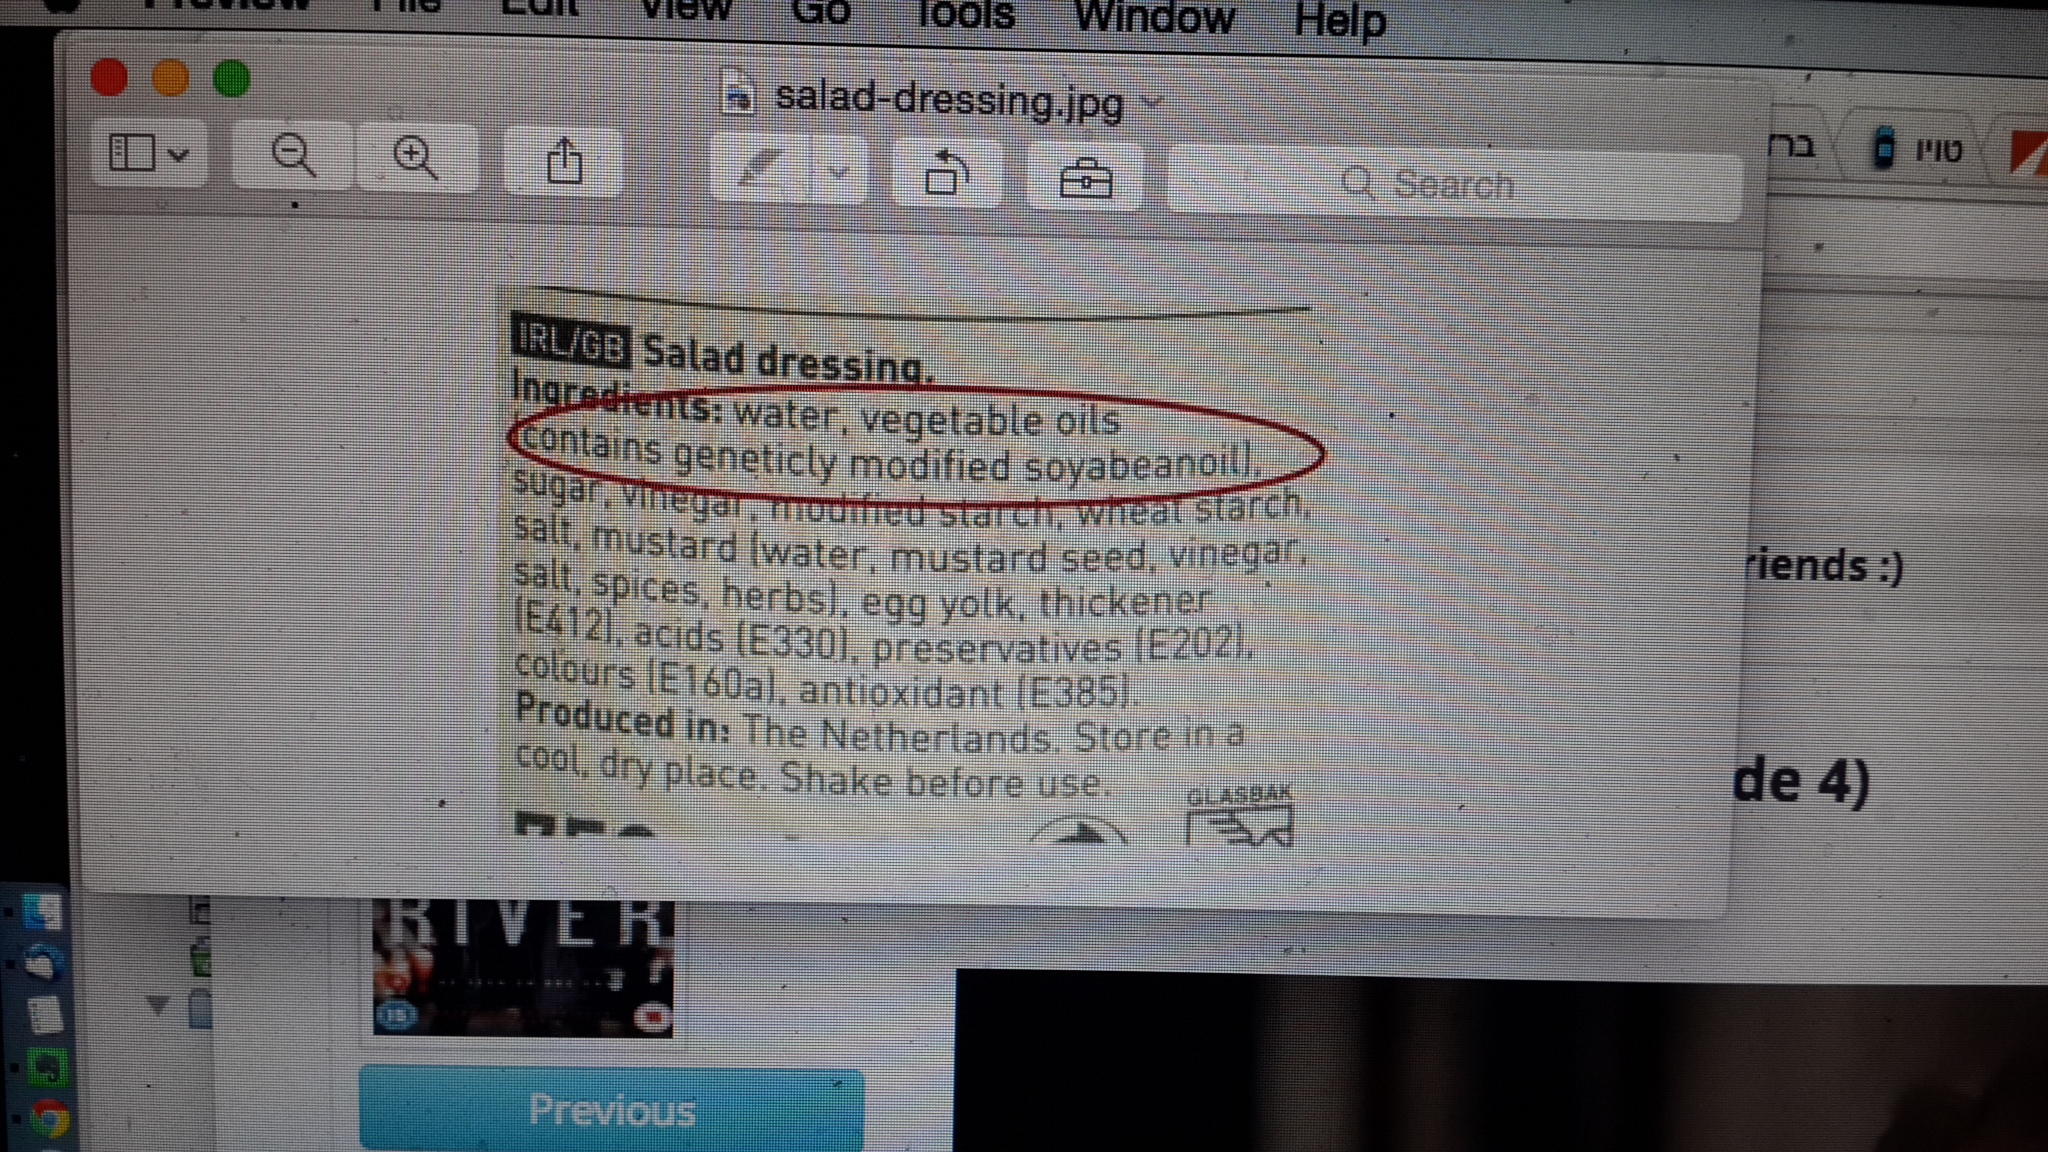 Preview File Edit View Go Tools Window Help
salad-dressing.jpg
Search
טויו
IRL/GB Salad dressing.
Ingredients: water, vegetable oils
(contains geneticly modified soyabeanoil),
sugar, vinegar, modified starch, wheat starch,
salt, mustard (water, mustard seed, vinegar,
salt, spices, herbs), egg yolk, thickener
(E412), acids (E330), preservatives (E202),
colours (E160a), antioxidant (E385).
Produced in: The Netherlands. Store in a
cool, dry place. Shake before use.
GLASBAK
riends :)
de 4)
RIVER
15
Previous